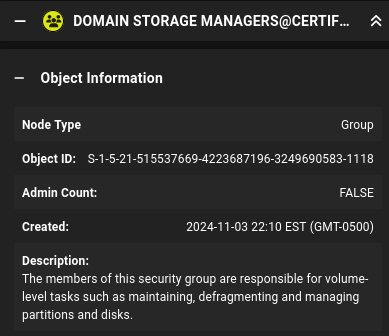 DOMAIN STORAGE MANAGERS@CERTIF...
Object Information
Node Type Group
Object ID: S-1-5-21-515537669-4223687196-3249690583-1118
Admin Count: FALSE
Created: 2024-11-03 22:10 EST (GMT-0500)
Description:
The members of this security group are responsible for volume-
level tasks such as maintaining, defragmenting and managing
partitions and disks.